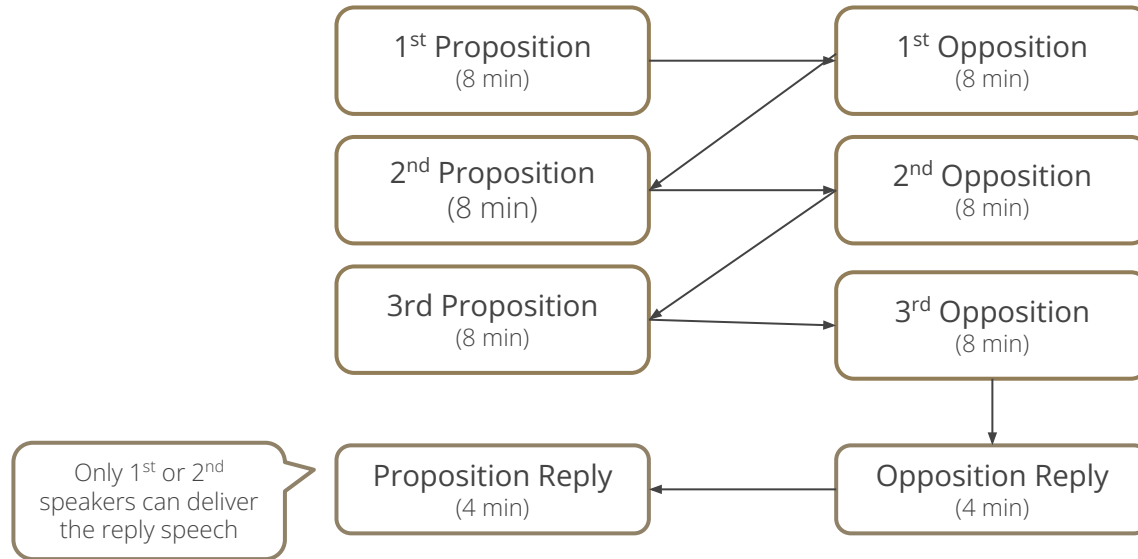 1st Proposition
(8 min)
1st Opposition
(8 min)
2nd Proposition
(8 min)
2nd Opposition
(8 min)
3rd Proposition
(8 min)
3rd Opposition
(8 min)
Only 1st or 2nd
speakers can deliver
the reply speech
Proposition Reply
(4 min)
Opposition Reply
(4 min)